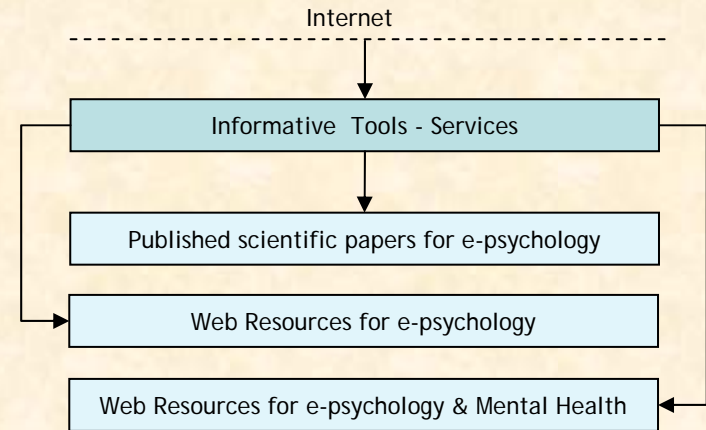 Internet
Informative Tools - Services
Published scientific papers for e-psychology
Web Resources for e-psychology
Web Resources for e-psychology & Mental Health